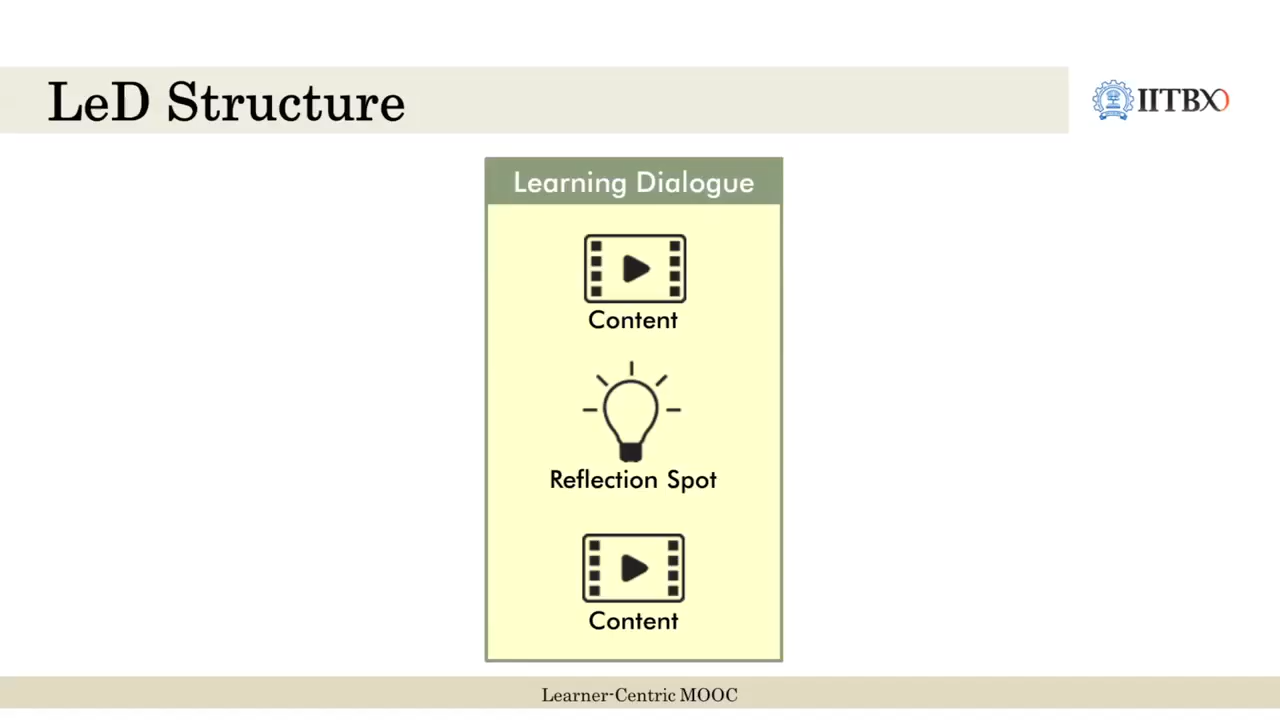 LeD Structure
IITBX
Learning Dialogue
Content
Reflection Spot
Content
Learner-Centric MOOC